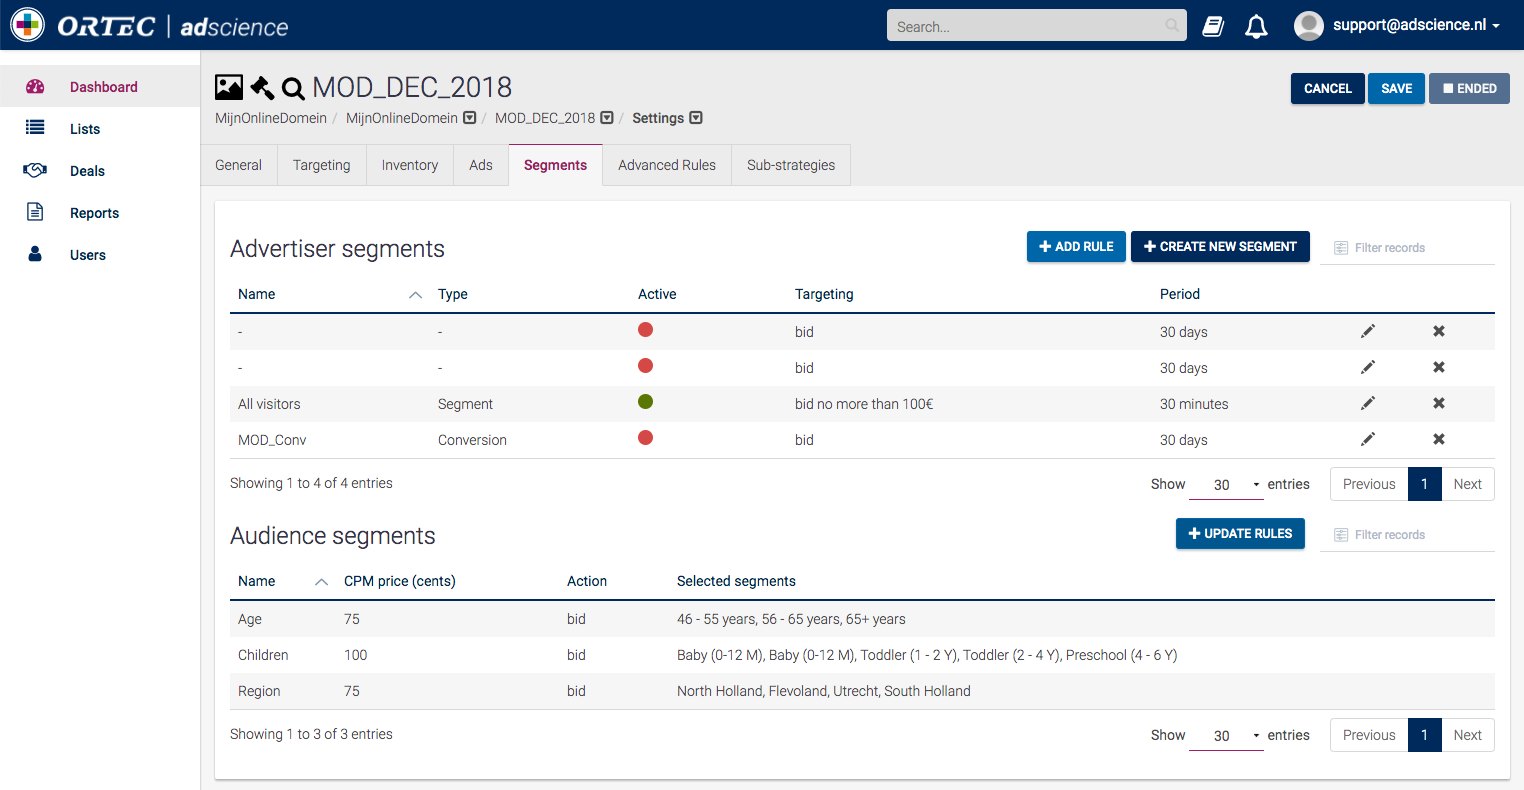 ORTEC | adscience
Search...
support@adscience.nl
Dashboard
Lists
Deals
Reports
Users
MOD_DEC_2018
CANCEL SAVE ENDED
MijnOnlineDomein / MijnOnlineDomein / MOD_DEC_2018 / Settings
General Targeting Inventory Ads Segments Advanced Rules Sub-strategies
Advertiser segments
+ ADD RULE + CREATE NEW SEGMENT Filter records
Name Type Active Targeting Period
- - bid 30 days
- - bid 30 days
All visitors Segment bid no more than 100€ 30 minutes
MOD_Conv Conversion bid 30 days
Showing 1 to 4 of 4 entries
Show 30 entries Previous 1 Next
Audience segments
+ UPDATE RULES Filter records
Name CPM price (cents) Action Selected segments
Age 75 bid 46 - 55 years, 56 - 65 years, 65+ years
Children 100 bid Baby (0-12 M), Baby (0-12 M), Toddler (1 - 2 Y), Toddler (2 - 4 Y), Preschool (4 - 6 Y)
Region 75 bid North Holland, Flevoland, Utrecht, South Holland
Showing 1 to 3 of 3 entries
Show 30 entries Previous 1 Next